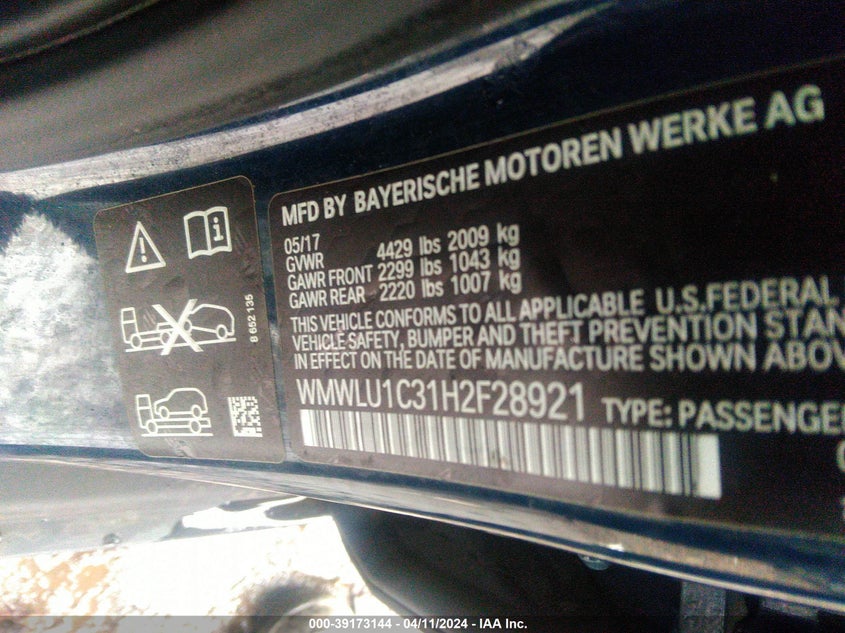 MFD BY BAYERISCHE MOTOREN WERKE AG
05/17
GVWR 4429 lbs 2009 kg
GAWR FRONT 2299 lbs 1043 kg
GAWR REAR 2220 lbs 1007 kg
THIS VEHICLE CONFORMS TO ALL APPLICABLE U.S.FEDERAL
VEHICLE SAFETY, BUMPER AND THEFT PREVENTION STAN
IN EFFECT ON THE DATE OF MANUFACTURE SHOWN ABOV
WMWLU1C31H2F28921 TYPE: PASSENGE
i
8 652 135
000-39173144 - 04/11/2024 - IAA Inc.